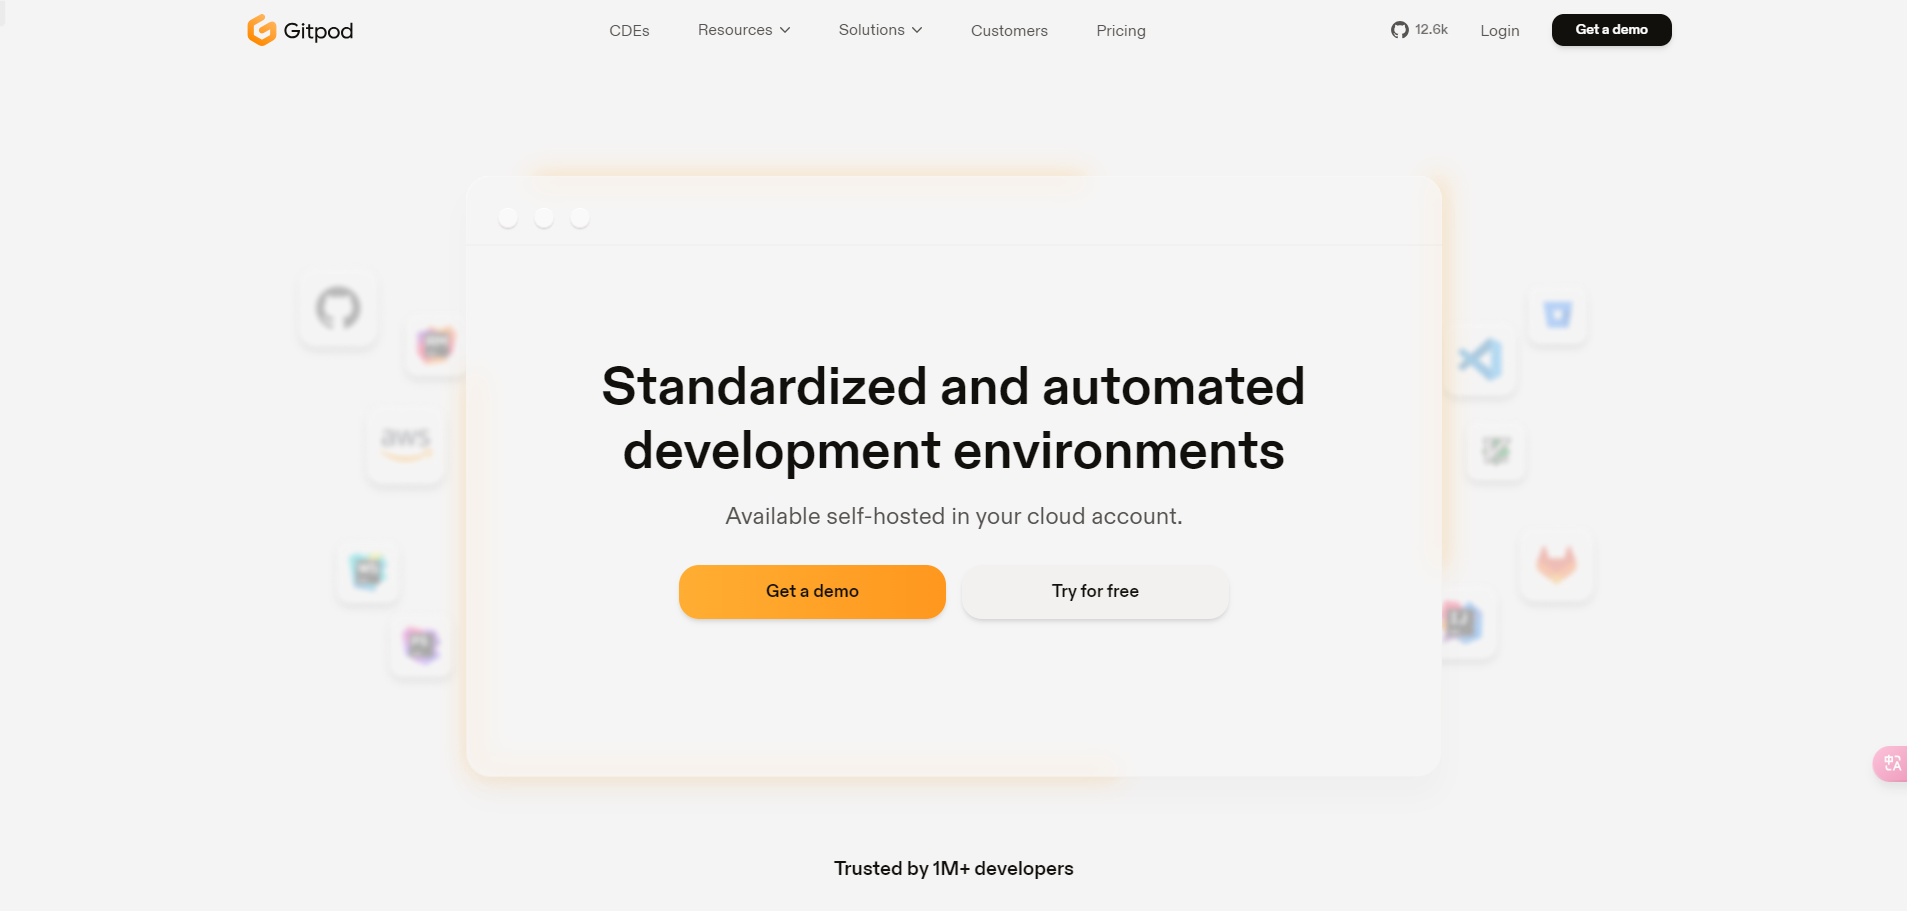 Gitpod
CDEs
Resources
Solutions
Customers
Pricing
12.6k
Login
Get a demo
aws
Standardized and automated
development environments
Available self-hosted in your cloud account.
Get a demo
Try for free
Trusted by 1M+ developers